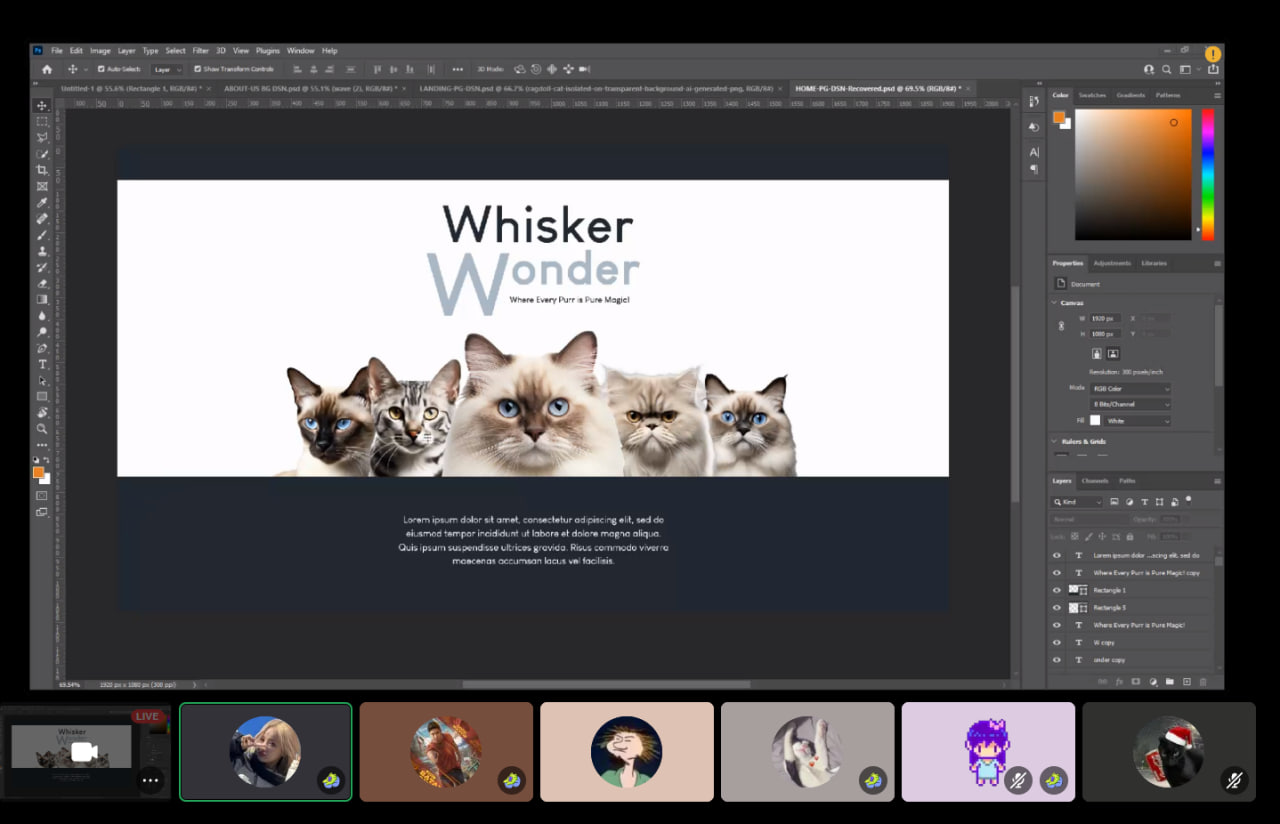 Ps File Edit Image Layer Type Select Filter 3D View Plugins Window Help
Auto-Select: Layer Show Transform Controls 3D Mode:
Untitled-1 @ 55.6% (Rectangle 1, RGB/8#) * × ABOUT-US BG DSN.psd @ 55.1% (wave (2), RGB/8#) * × LANDING-PG-DSN.psd @ 66.7% (ragdoll-cat-isolated-on-transparent-background-ai-generated-png, RGB/8#) × HOME-PG-DSN-Recovered.psd @ 69.5% (RGB/8#) * ×
Color Swatches Gradients Patterns
Whisker
Wonder
Where Every Purr is Pure Magic!
Lorem ipsum dolor sit amet, consectetur adipiscing elit, sed do
eiusmod tempor incididunt ut labore et dolore magna aliqua.
Quis ipsum suspendisse ultrices gravida. Risus commodo viverra
maecenas accumsan lacus vel facilisis.
Properties Adjustments Libraries
Document
Canvas
W 1920 px X
H 1080 px Y
Resolution: 300 pixels/inch
Mode RGB Color
8 Bits/Channel
Fill White
Rulers & Grids
Layers Channels Paths
Kind
Normal Opacity: 100%
Lock: Fill: 100%
T Lorem ipsum dolor ...scing elit, sed do
T Where Every Purr is Pure Magic! copy
Rectangle 1
Rectangle 5
T Where Every Purr is Pure Magic!
T W copy
T onder copy
69.54% 1920 px x 1080 px (300 ppi)
LIVE